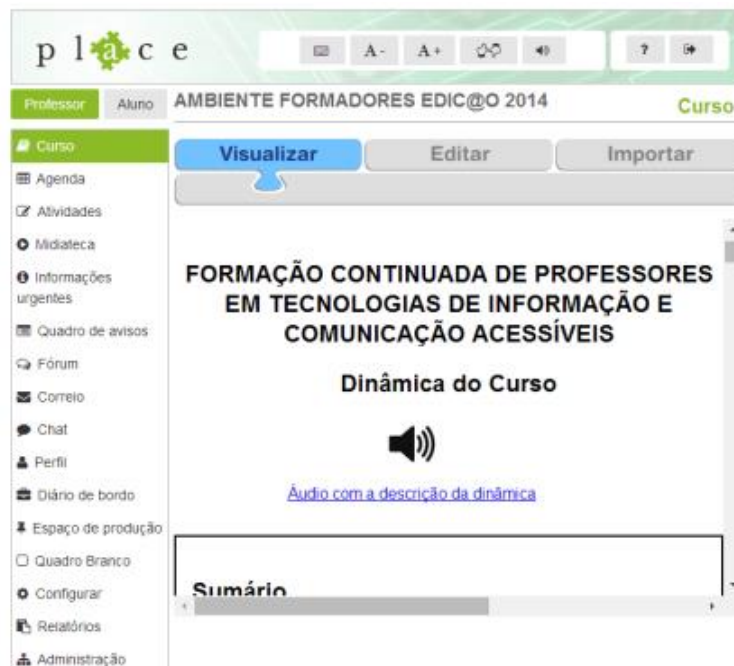 place
A- A+ ?
Professor Aluno
AMBIENTE FORMADORES EDIC@O 2014
Curso
Curso
Agenda
Atividades
Midiateca
Informações
urgentes
Quadro de avisos
Fórum
Correio
Chat
Perfil
Diário de bordo
Espaço de produção
Quadro Branco
Configurar
Relatórios
Administração
Visualizar Editar Importar
FORMAÇÃO CONTINUADA DE PROFESSORES
EM TECNOLOGIAS DE INFORMAÇÃO E
COMUNICAÇÃO ACESSÍVEIS
Dinâmica do Curso
Áudio com a descrição da dinâmica
Sumário